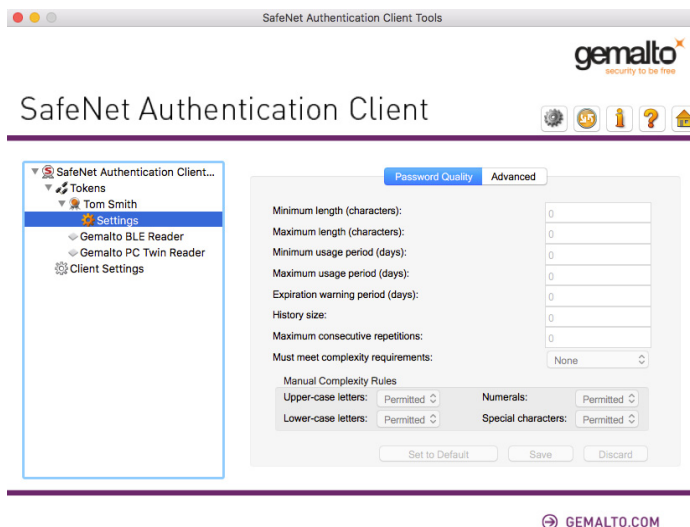 SafeNet Authentication Client Tools
gemalto
security to be free
SafeNet Authentication Client
SafeNet Authentication Client...
Tokens
Tom Smith
Settings
Gemalto BLE Reader
Gemalto PC Twin Reader
Client Settings
Password Quality Advanced
Minimum length (characters): 0
Maximum length (characters): 0
Minimum usage period (days): 0
Maximum usage period (days): 0
Expiration warning period (days): 0
History size: 0
Maximum consecutive repetitions: 0
Must meet complexity requirements: None
Manual Complexity Rules
Upper-case letters: Permitted Numerals: Permitted
Lower-case letters: Permitted Special characters: Permitted
Set to Default Save Discard
GEMALTO.COM